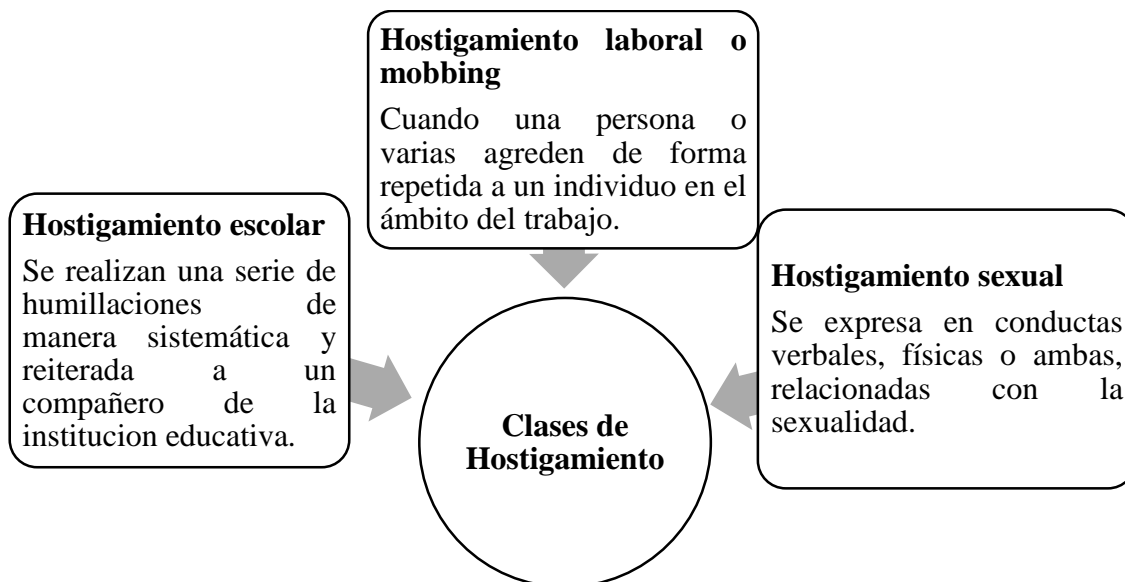 Hostigamiento laboral o
mobbing
Cuando una persona o
varias agreden de forma
repetida a un individuo en el
ámbito del trabajo.
Hostigamiento escolar
Se realizan una serie de
humillaciones de
manera sistemática y
reiterada a un
compañero de la
institucion educativa.
Hostigamiento sexual
Se expresa en conductas
verbales, físicas o ambas,
relacionadas con la
sexualidad.
Clases de
Hostigamiento